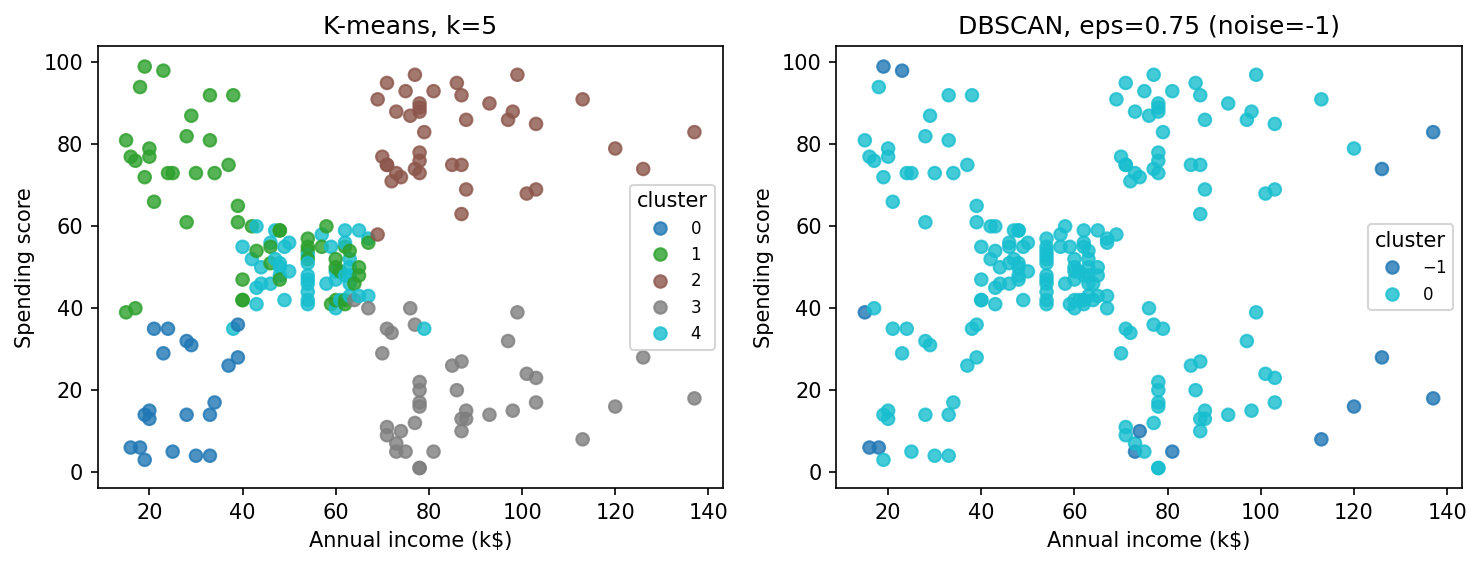 K-means, k=5
100
80
60
40
20
0
Spending score
20 40 60 80 100 120 140
Annual income (k$)
cluster
0
1
2
3
4
DBSCAN, eps=0.75 (noise=-1)
100
80
60
40
20
0
Spending score
20 40 60 80 100 120 140
Annual income (k$)
cluster
−1
0